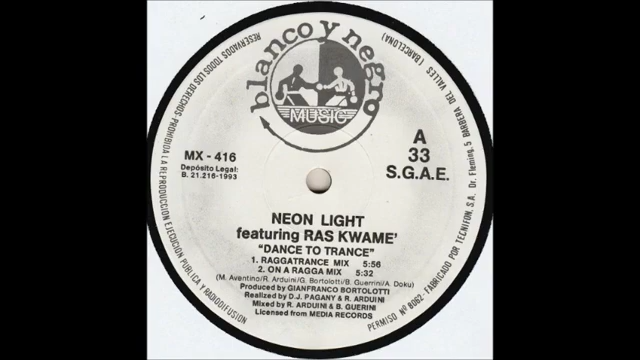 blanco y negro
MUSIC
MX - 416
Depósito Legal:
B. 21.216-1993
A
33
S.G.A.E.
NEON LIGHT
featuring RAS KWAME'
"DANCE TO TRANCE"
1. RAGGATRANCE MIX 5:56
2. ON A RAGGA MIX 5:32
(M. Aventino/R. Arduini/G. Bortolotti/B. Guerrini/A. Doku)
Produced by GIANFRANCO BORTOLOTTI
Realized by D.J. PAGANY & R. ARDUINI
Mixed by R. ARDUINI & B. GUERINI
Licensed from MEDIA RECORDS
RESERVADOS TODOS LOS DERECHOS PROHIBIDA LA REPRODUCCION EJECUCION PUBLICA Y RADIODIFUSION
PERMISO Nº 8062 - FABRICADO POR TECNIFON, S.A. Dr. Fleming, 5 BARBERA DEL VALLES (BARCELONA)